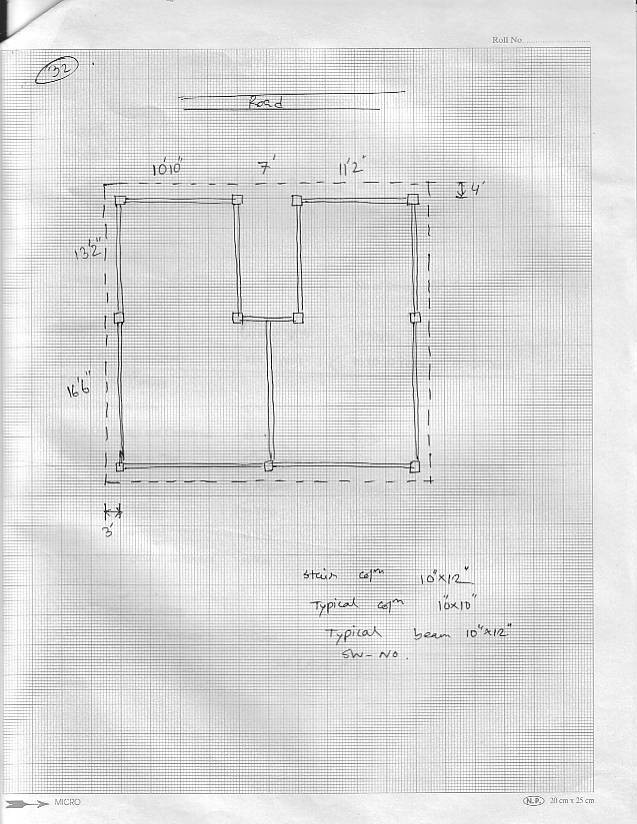 Roll No.
32
Road
10'10" 7' 11'2"
4'
13'2"
16'6"
3'
Stair colm 10"x12"
Typical colm 10"x10"
Typical beam 10"x12"
SW-No.
MICRO
N.P. 20 cm x 25 cm